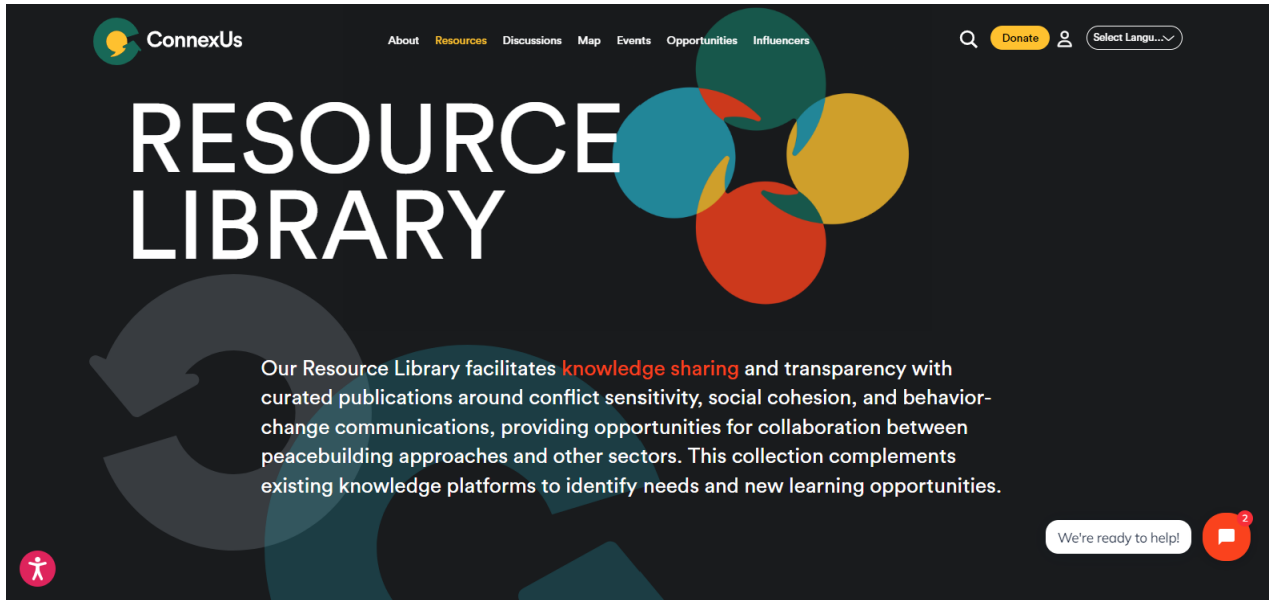 ConnexUs
About Resources Discussions Map Events Opportunities Influencers
Donate
Select Langu...
RESOURCE
LIBRARY
Our Resource Library facilitates knowledge sharing and transparency with
curated publications around conflict sensitivity, social cohesion, and behavior-
change communications, providing opportunities for collaboration between
peacebuilding approaches and other sectors. This collection complements
existing knowledge platforms to identify needs and new learning opportunities.
We're ready to help!
2